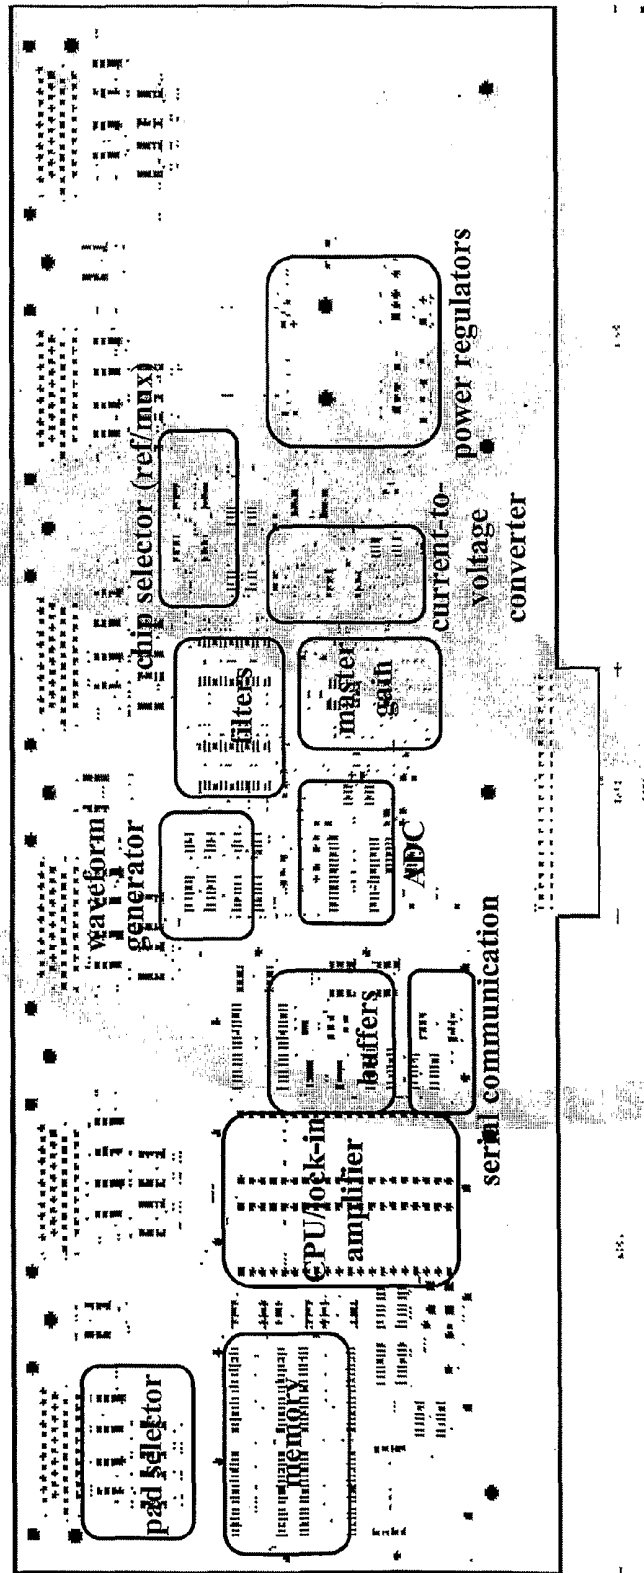 power regulators
chip selector (ref/mux)
current-to-
voltage
converter
filters
master
gain
waveform
generator
ADC
buffers
serial communication
CPU/lock-in
amplifier
memory
pad selector